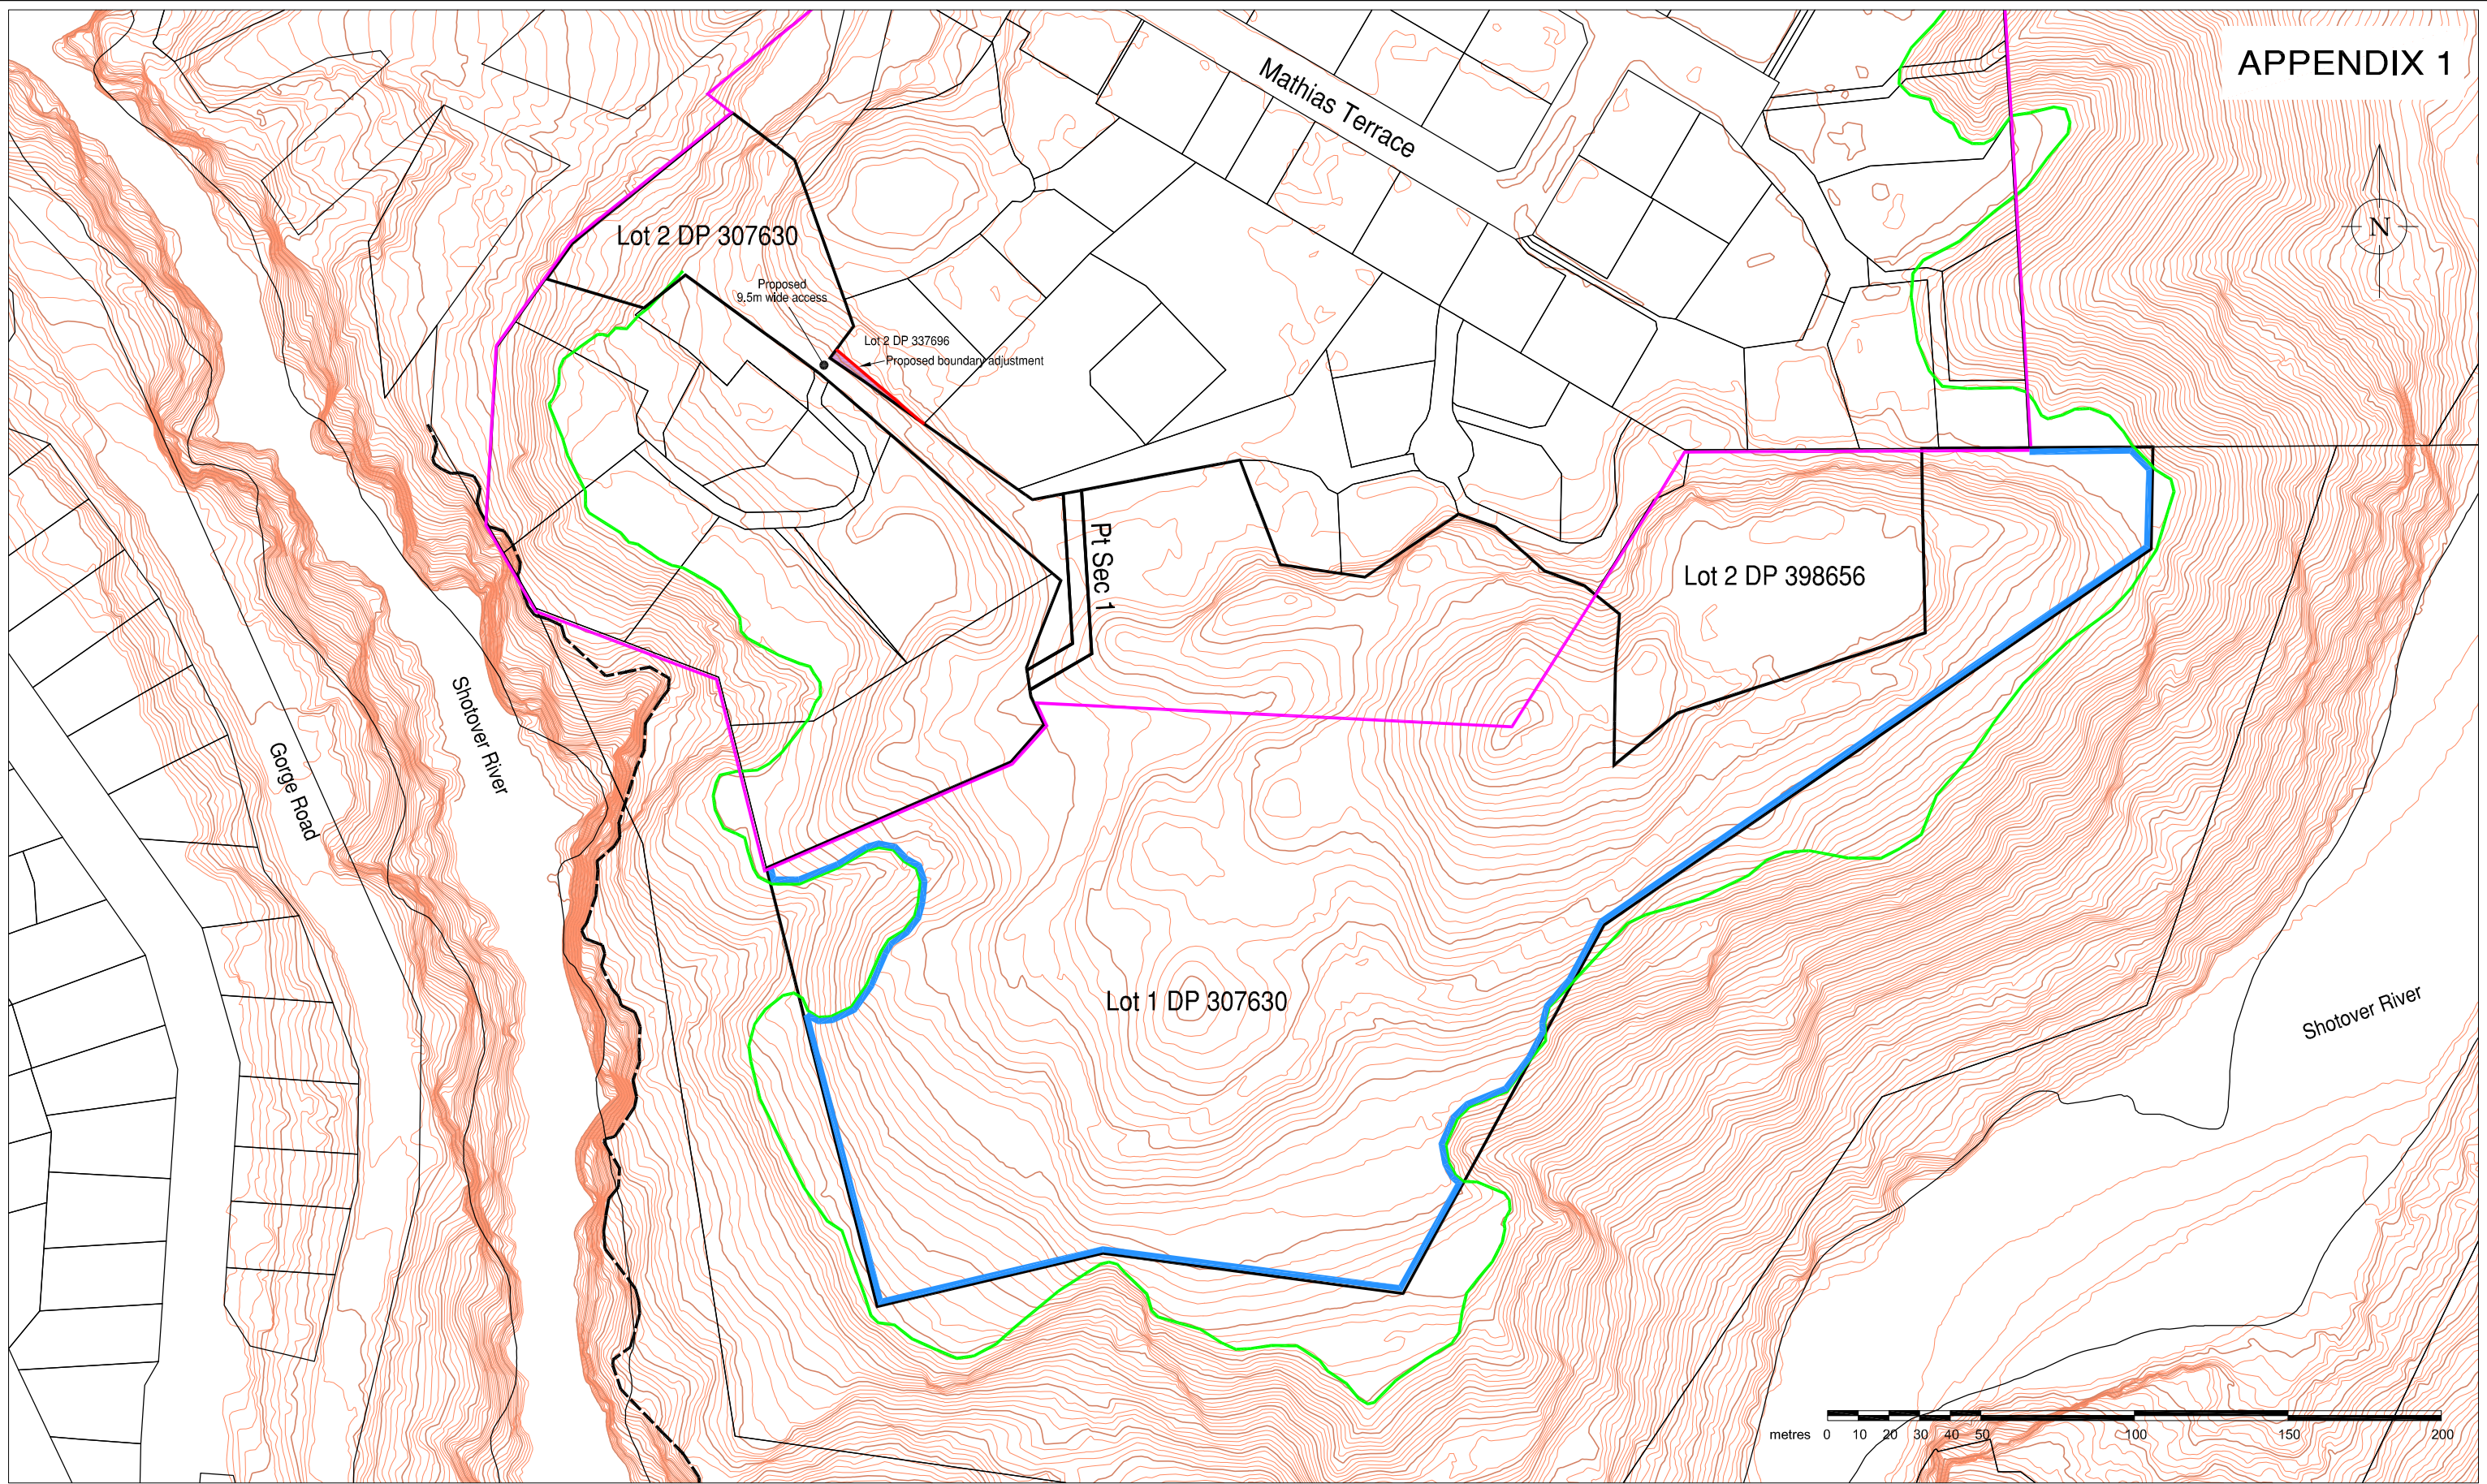 APPENDIX 1
Mathias Terrace
N
Lot 2 DP 307630
Proposed
9.5m wide access
Lot 2 DP 337696
Proposed boundary adjustment
Pt Sec 1
Lot 2 DP 398656
Shotover River
Gorge Road
Lot 1 DP 307630
Shotover River
metres 0 10 20 30 40 50 100 150 200